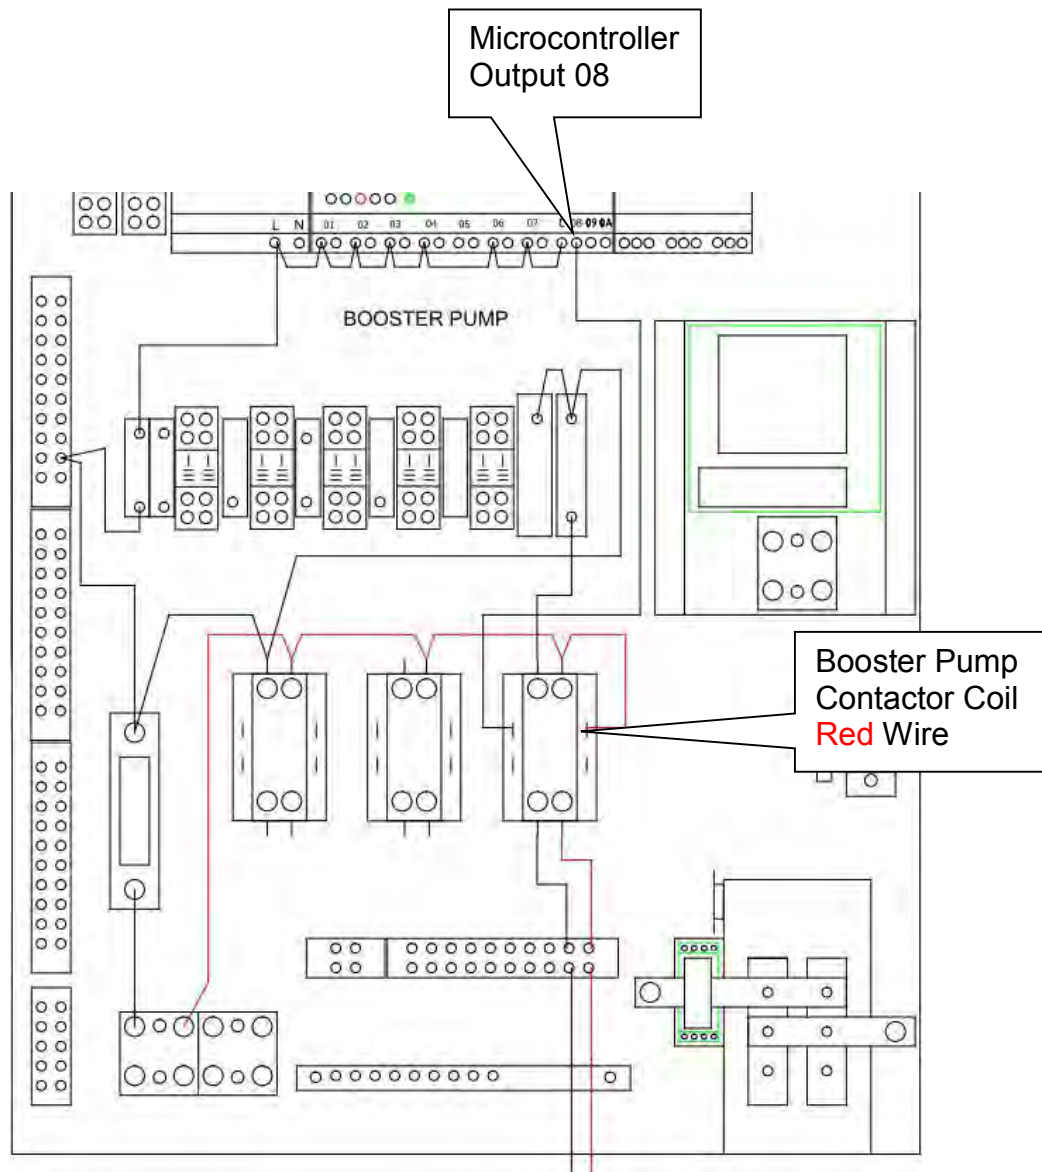 Microcontroller
Output 08
L N 01 02 03 04 05 06 07 C 08 09 0A
BOOSTER PUMP
Booster Pump
Contactor Coil
Red Wire